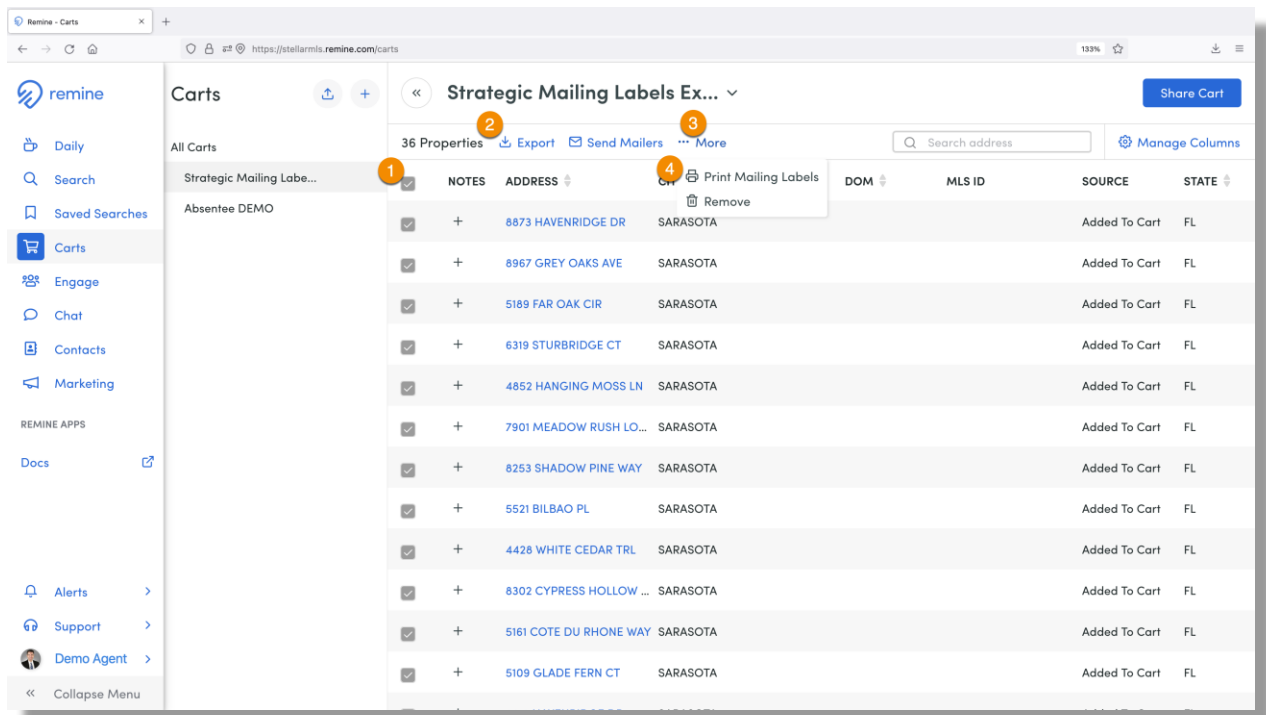 Remine - Carts
https://stellarmls.remine.com/carts
133%
remine
Daily
Search
Saved Searches
Carts
Engage
Chat
Contacts
Marketing
REMINE APPS
Docs
Alerts
Support
Demo Agent
Collapse Menu
Carts
All Carts
Strategic Mailing Labe...
Absentee DEMO
Strategic Mailing Labels Ex...
Share Cart
2
3
36 Properties Export Send Mailers More Search address Manage Columns
1
4
Print Mailing Labels
Remove
NOTES ADDRESS DOM MLS ID SOURCE STATE
8873 HAVENRIDGE DR SARASOTA Added To Cart FL
8967 GREY OAKS AVE SARASOTA Added To Cart FL
5189 FAR OAK CIR SARASOTA Added To Cart FL
6319 STURBRIDGE CT SARASOTA Added To Cart FL
4852 HANGING MOSS LN SARASOTA Added To Cart FL
7901 MEADOW RUSH LO... SARASOTA Added To Cart FL
8253 SHADOW PINE WAY SARASOTA Added To Cart FL
5521 BILBAO PL SARASOTA Added To Cart FL
4428 WHITE CEDAR TRL SARASOTA Added To Cart FL
8302 CYPRESS HOLLOW ... SARASOTA Added To Cart FL
5161 COTE DU RHONE WAY SARASOTA Added To Cart FL
5109 GLADE FERN CT SARASOTA Added To Cart FL